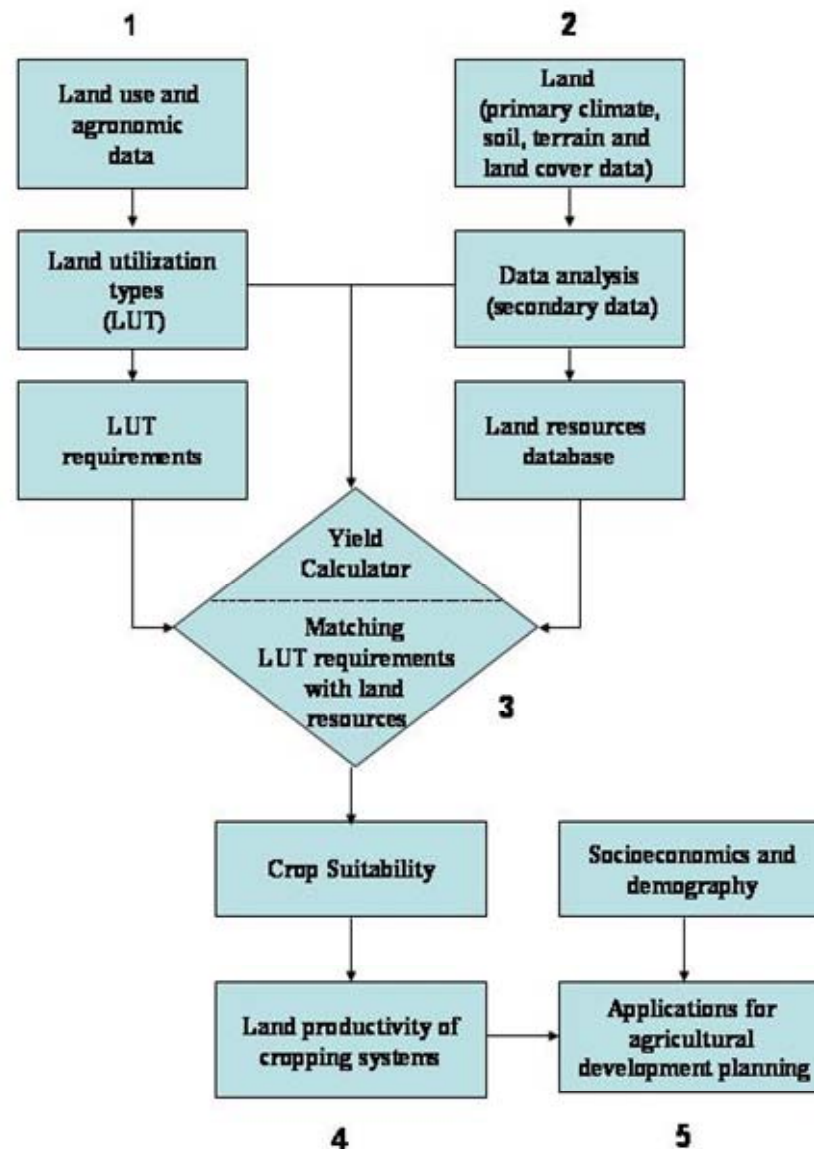 1
Land use and
agronomic
data
2
Land
(primary climate,
soil, terrain and
land cover data)
Land utilization
types
(LUT)
Data analysis
(secondary data)
LUT
requirements
Land resources
database
Yield
Calculator
Matching
LUT requirements
with land
resources
3
Crop Suitability
Socioeconomics and
demography
Land productivity of
cropping systems
Applications for
agricultural
development planning
4
5